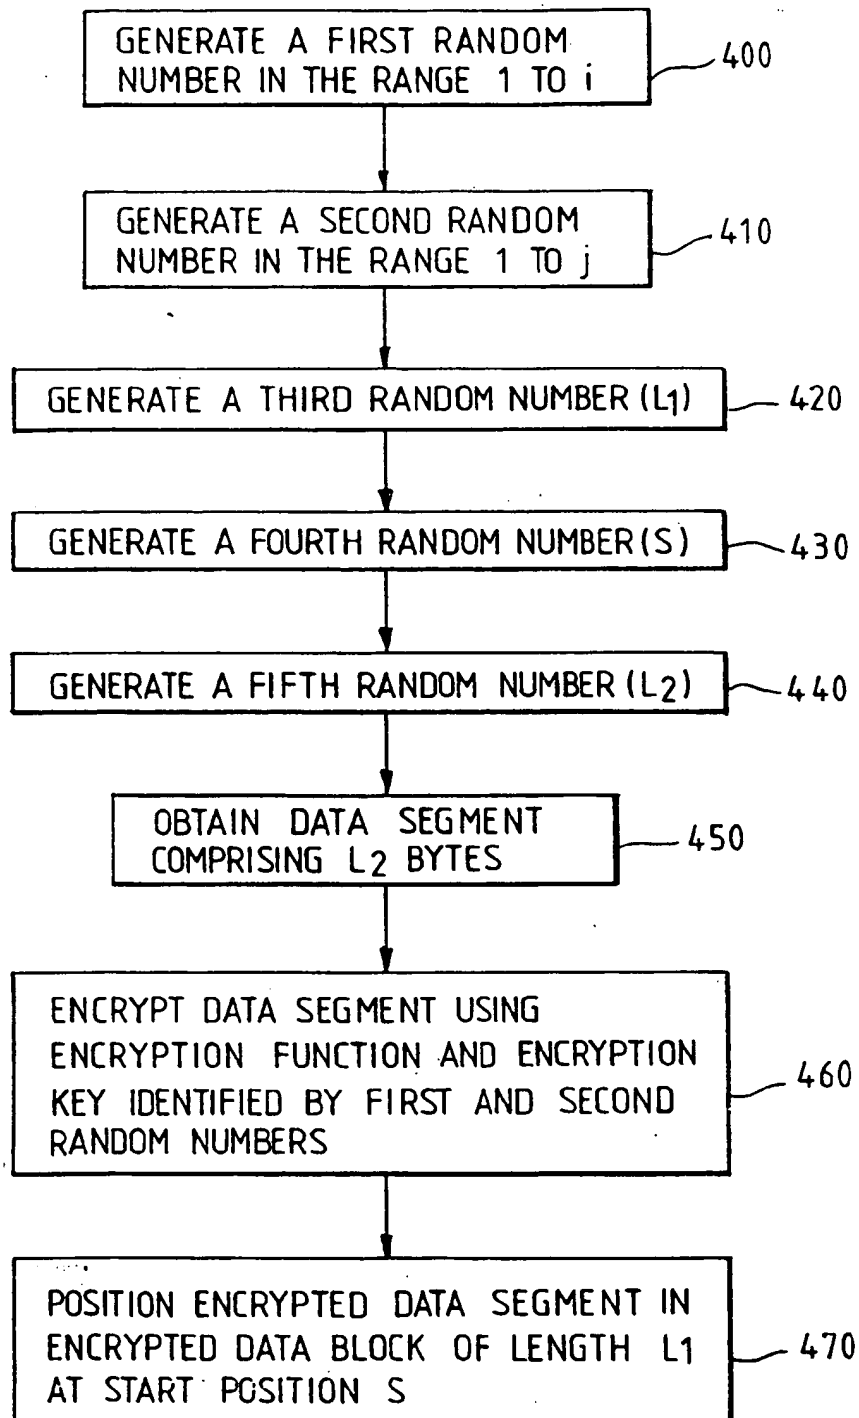 GENERATE A FIRST RANDOM
NUMBER IN THE RANGE 1 TO i
400
GENERATE A SECOND RANDOM
NUMBER IN THE RANGE 1 TO j
410
GENERATE A THIRD RANDOM NUMBER (L1)
420
GENERATE A FOURTH RANDOM NUMBER (S)
430
GENERATE A FIFTH RANDOM NUMBER (L2)
440
OBTAIN DATA SEGMENT
COMPRISING L2 BYTES
450
ENCRYPT DATA SEGMENT USING
ENCRYPTION FUNCTION AND ENCRYPTION
KEY IDENTIFIED BY FIRST AND SECOND
RANDOM NUMBERS
460
POSITION ENCRYPTED DATA SEGMENT IN
ENCRYPTED DATA BLOCK OF LENGTH L1
AT START POSITION S
470